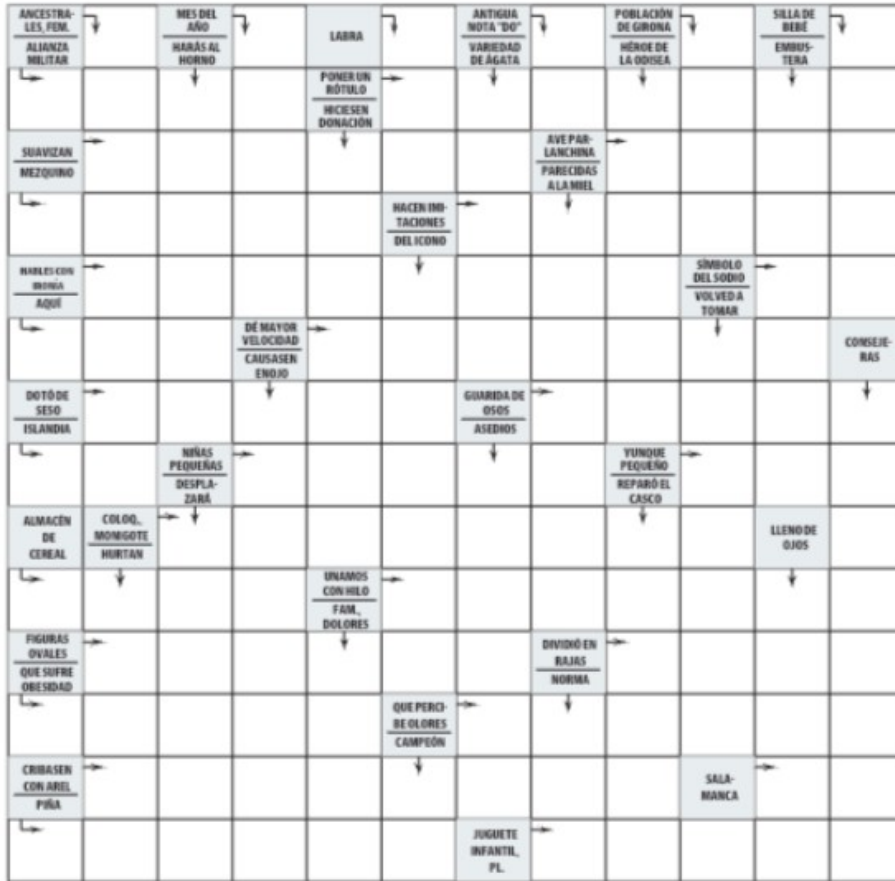 ANCESTRA-
LES, FEM.
ALIANZA
MILITAR
MES DEL
AÑO
HARÁS AL
HORNO
LABRA
ANTIGUA
NOTA "DO"
VARIEDAD
DE ÁGATA
POBLACIÓN
DE GIRONA
HÉROE DE
LA ODISEA
SILLA DE
BEBÉ
EMBUS-
TERA
PONER UN
RÓTULO
HICIESEN
DONACIÓN
SUAVIZAN
MEZQUINO
AVE PAR-
LANCHINA
PARECIDAS
A LA MIEL
HACEN IMI-
TACIONES
DEL ICONO
HABLES CON
IRONÍA
AQUÍ
SÍMBOLO
DEL SODIO
VOLVED A
TOMAR
DÉ MAYOR
VELOCIDAD
CAUSASEN
ENOJO
CONSEJE-
RAS
DOTÓ DE
SESO
ISLANDIA
GUARIDA DE
OSOS
ASEDIOS
NIÑAS
PEQUEÑAS
DESPLA-
ZARÁ
YUNQUE
PEQUEÑO
REPARÓ EL
CASCO
ALMACÉN
DE
CEREAL
COLOQ.,
MONIGOTE
HURTAN
LLENO DE
OJOS
UNAMOS
CON HILO
FAM.,
DOLORES
FIGURAS
OVALES
QUE SUFRE
OBESIDAD
DIVIDIÓ EN
RAJAS
NORMA
QUE PERCI-
BE OLORES
CAMPEÓN
CRIBASEN
CON AREL
PIÑA
SALA-
MANCA
JUGUETE
INFANTIL,
PL.